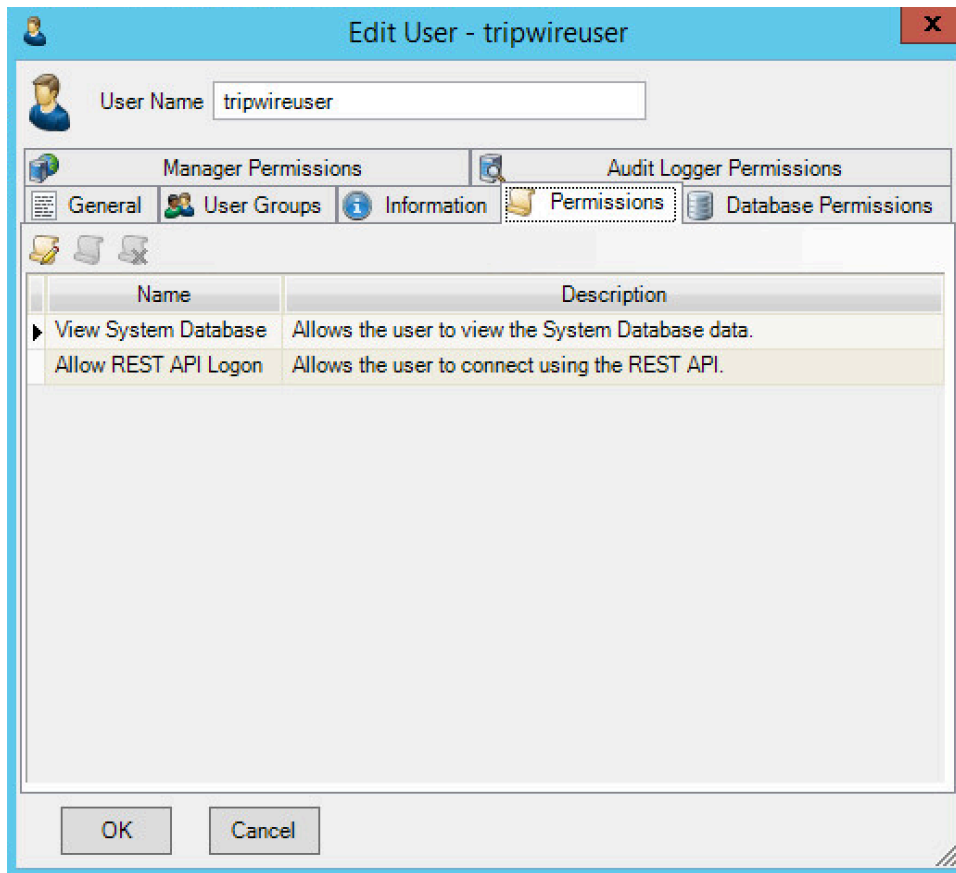 Edit User - tripwireuser
X
User Name tripwireuser
Manager Permissions Audit Logger Permissions
General User Groups Information Permissions Database Permissions
Name Description
View System Database Allows the user to view the System Database data.
Allow REST API Logon Allows the user to connect using the REST API.
OK Cancel